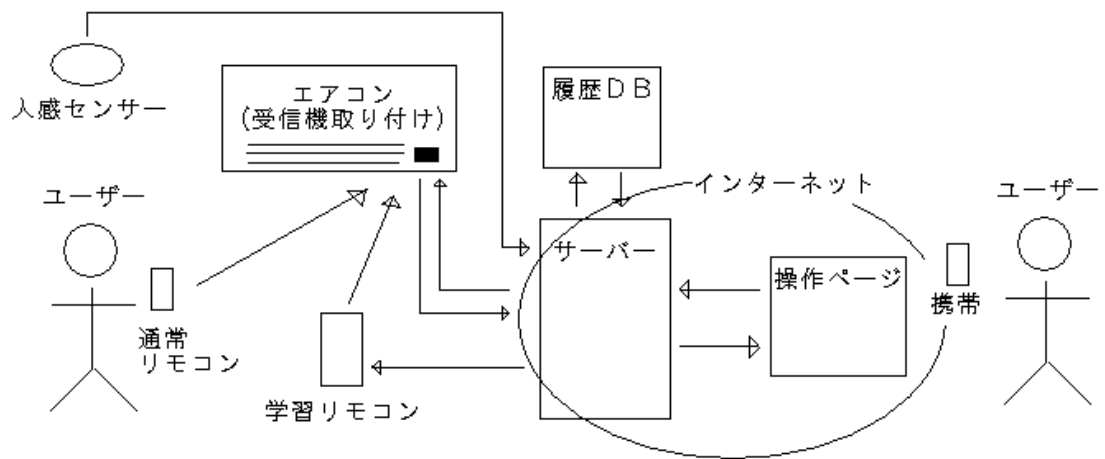 人感センサー
エアコン
(受信機取り付け)
履歴DB
インターネット
ユーザー
ユーザー
サーバー
操作ページ
携帯
通常
リモコン
学習リモコン